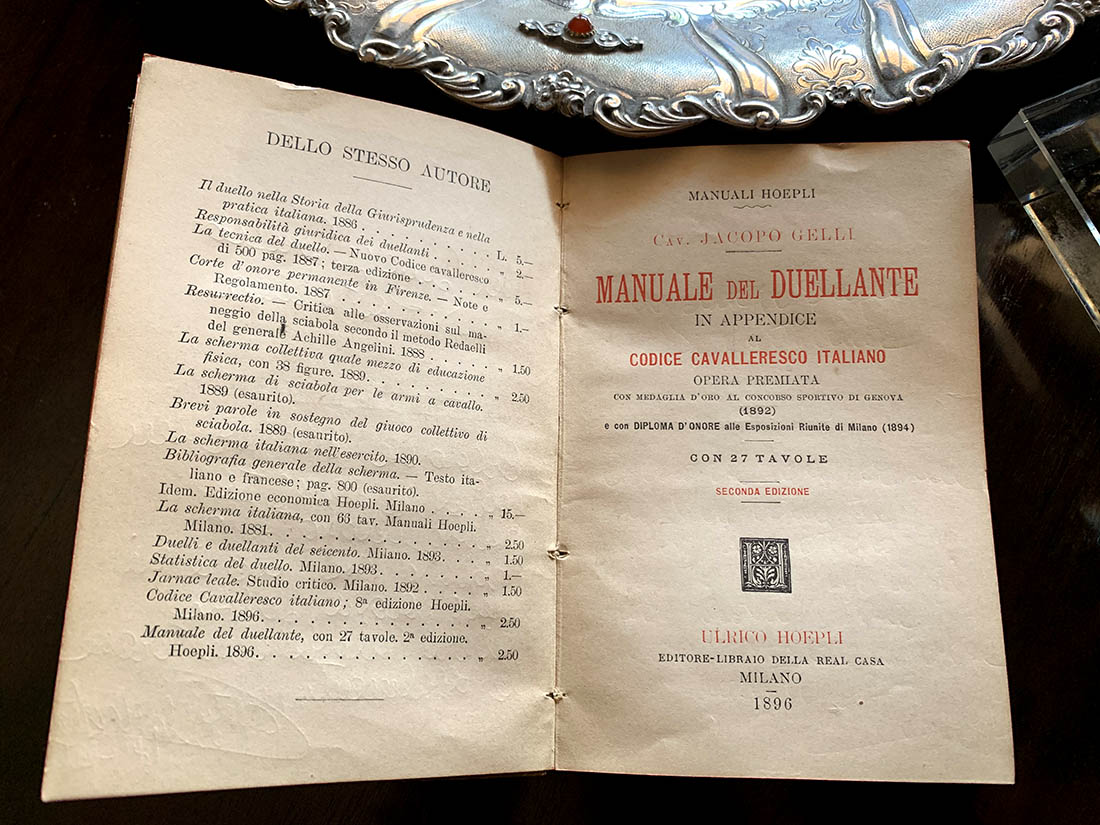 DELLO STESSO AUTORE
Il duello nella Storia della Giurisprudenza e nella
pratica italiana. 1886 . . . . . . . . L. 5.—
Responsabilità giuridica dei duellanti . . . . . „ 2.—
La tecnica del duello. — Nuovo Codice cavalleresco
di 500 pag. 1887; terza edizione . . . . . „ 5.—
Corte d'onore permanente in Firenze. — Note e
Regolamento. 1887 . . . . . . . . „ 1.—
Resurrectio. — Critica alle osservazioni sul ma-
neggio della sciabola secondo il metodo Redaelli
del generale Achille Angelini. 1888 . . . . . „ 1.50
La scherma collettiva quale mezzo di educazione
fisica, con 38 figure. 1889. . . . . . . . „ 2.50
La scherma di sciabola per le armi a cavallo.
1889 (esaurito).
Brevi parole in sostegno del giuoco collettivo di
sciabola. 1889 (esaurito).
La scherma italiana nell'esercito. 1890.
Bibliografia generale della scherma. — Testo ita-
liano e francese; pag. 800 (esaurito).
Idem. Edizione economica Hoepli. Milano . . . . „ 15.—
La scherma italiana, con 66 tav. Manuali Hoepli.
Milano. 1881. . . . . . . . . . . „ 2.50
Duelli e duellanti del seicento. Milano. 1893. . . . . „ 1.50
Statistica del duello. Milano. 1893. . . . . . . „ 1.—
Jarnac leale. Studio critico. Milano. 1892 . . . . . „ 1.50
Codice Cavalleresco italiano; 8ª edizione Hoepli.
Milano. 1896. . . . . . . . . . . „ 2.50
Manuale del duellante, con 27 tavole. 2ª edizione.
Hoepli. 1896. . . . . . . . . . . „ 2.50
MANUALI HOEPLI
CAV. JACOPO GELLI
MANUALE DEL DUELLANTE
IN APPENDICE
AL
CODICE CAVALLERESCO ITALIANO
OPERA PREMIATA
CON MEDAGLIA D'ORO AL CONCORSO SPORTIVO DI GENOVA
(1892)
e con DIPLOMA D'ONORE alle Esposizioni Riunite di Milano (1894)
CON 27 TAVOLE
SECONDA EDIZIONE
ULRICO HOEPLI
EDITORE-LIBRAIO DELLA REAL CASA
MILANO
1896